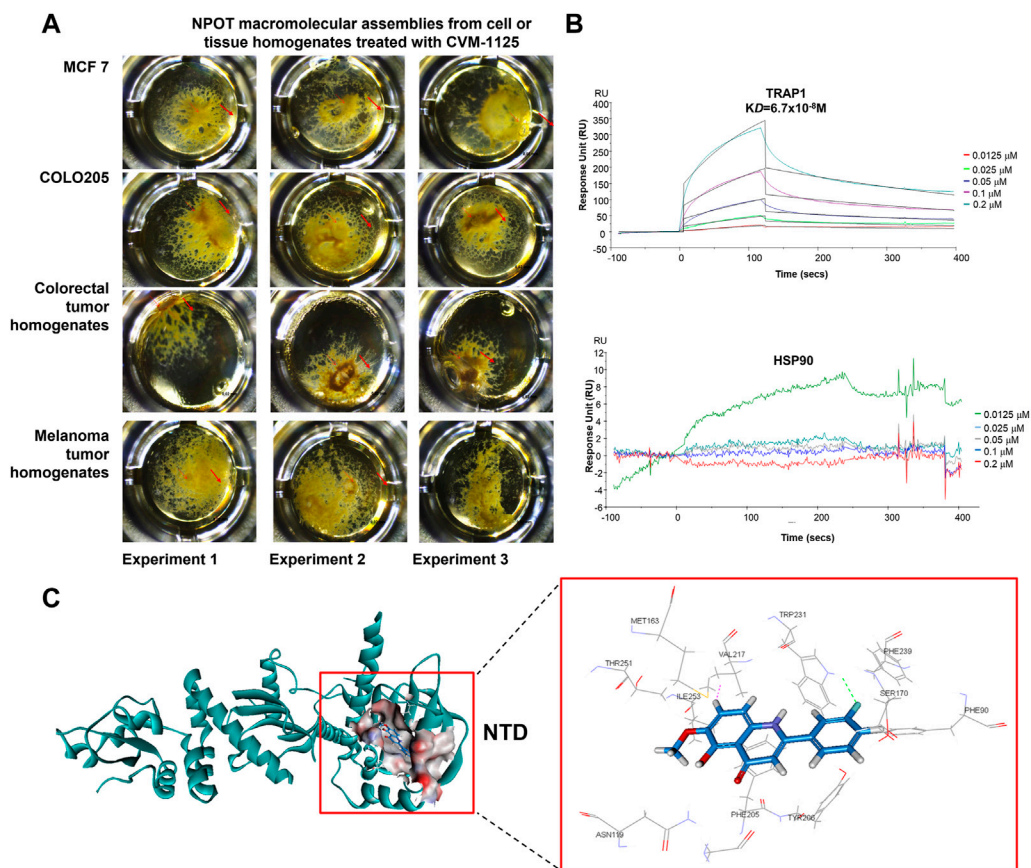 A
NPOT macromolecular assemblies from cell or
tissue homogenates treated with CVM-1125
MCF 7
COLO205
Colorectal
tumor
homogenates
Melanoma
tumor
homogenates
Experiment 1 Experiment 2 Experiment 3
B
TRAP1
KD=6.7x10⁻⁸M
RU
Response Unit (RU)
400
350
300
250
200
150
100
50
0
-50
-100 0 100 200 300 400
Time (secs)
0.0125 µM
0.025 µM
0.05 µM
0.1 µM
0.2 µM
HSP90
RU
Response Unit (RU)
12
10
8
6
4
2
0
-2
-4
-6
-100 0 100 200 300 400
Time (secs)
0.0125 µM
0.025 µM
0.05 µM
0.1 µM
0.2 µM
C
NTD
MET163
TRP231
VAL217
PHE239
THR251
ILE253
SER170
PHE90
ASN119
PHE205